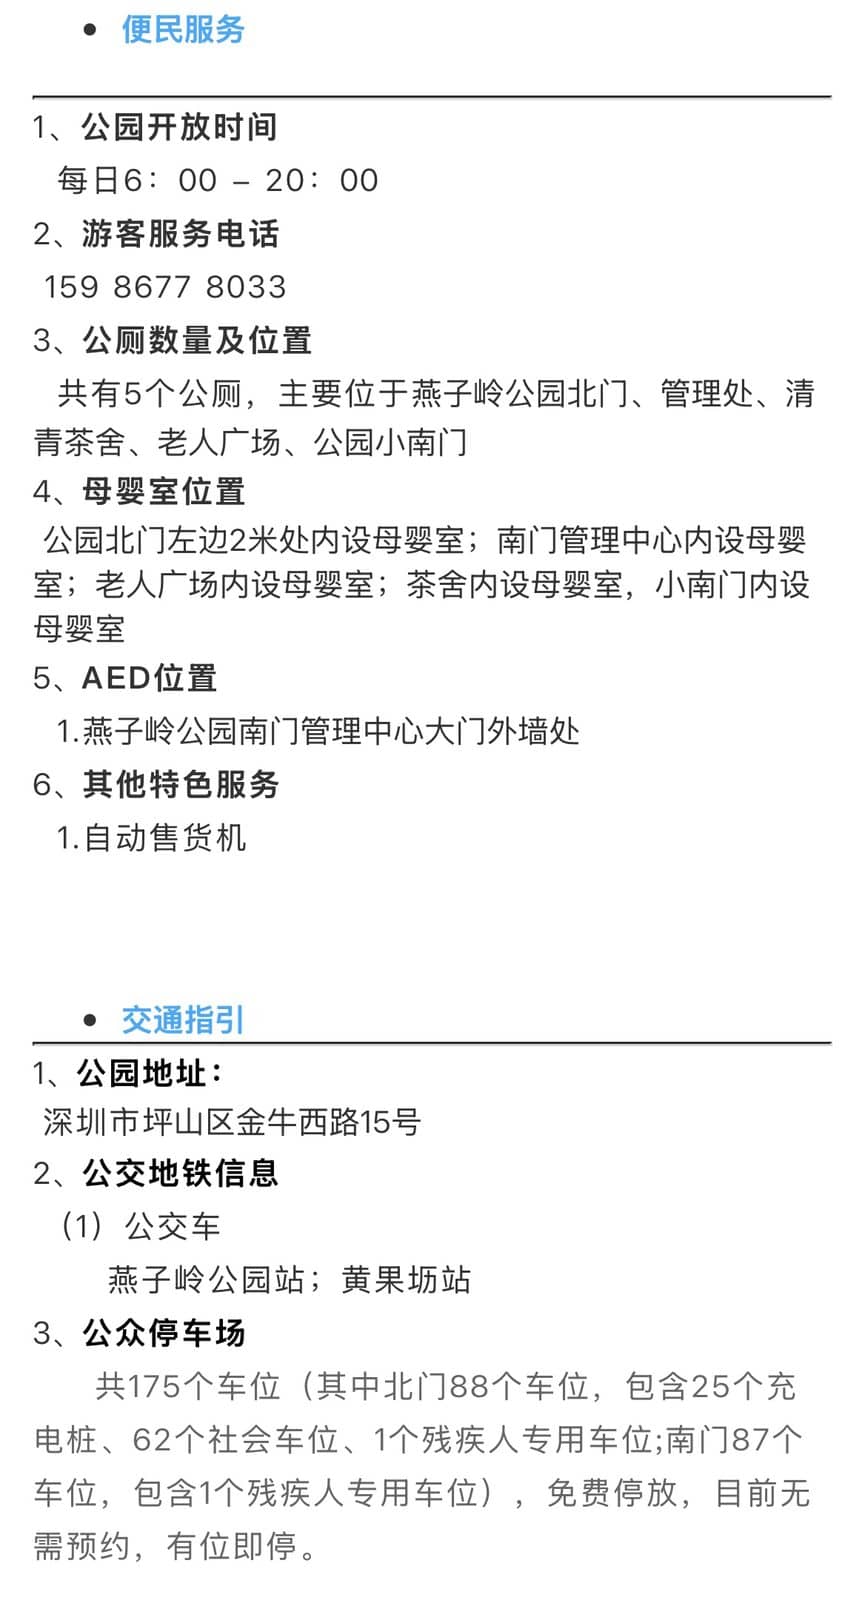 • 便民服务
1、公园开放时间
每日6：00 – 20：00
2、游客服务电话
159 8677 8033
3、公厕数量及位置
共有5个公厕，主要位于燕子岭公园北门、管理处、清
青茶舍、老人广场、公园小南门
4、母婴室位置
公园北门左边2米处内设母婴室；南门管理中心内设母婴
室；老人广场内设母婴室；茶舍内设母婴室，小南门内设
母婴室
5、AED位置
1.燕子岭公园南门管理中心大门外墙处
6、其他特色服务
1.自动售货机
• 交通指引
1、公园地址：
深圳市坪山区金牛西路15号
2、公交地铁信息
（1）公交车
燕子岭公园站；黄果坜站
3、公众停车场
共175个车位（其中北门88个车位，包含25个充
电桩、62个社会车位、1个残疾人专用车位;南门87个
车位，包含1个残疾人专用车位），免费停放，目前无
需预约，有位即停。